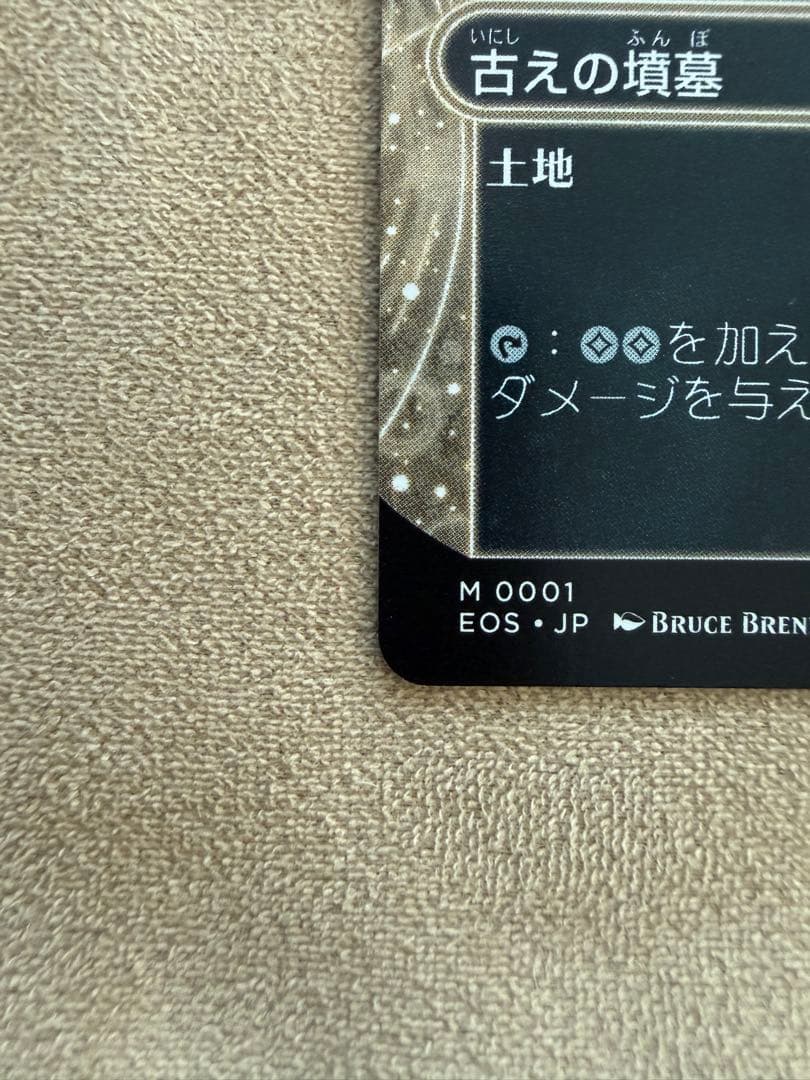 いにし ふん ぼ
古えの墳墓
土地
：を加え
ダメージを与え
M 0001
EOS • JP BRUCE BREN